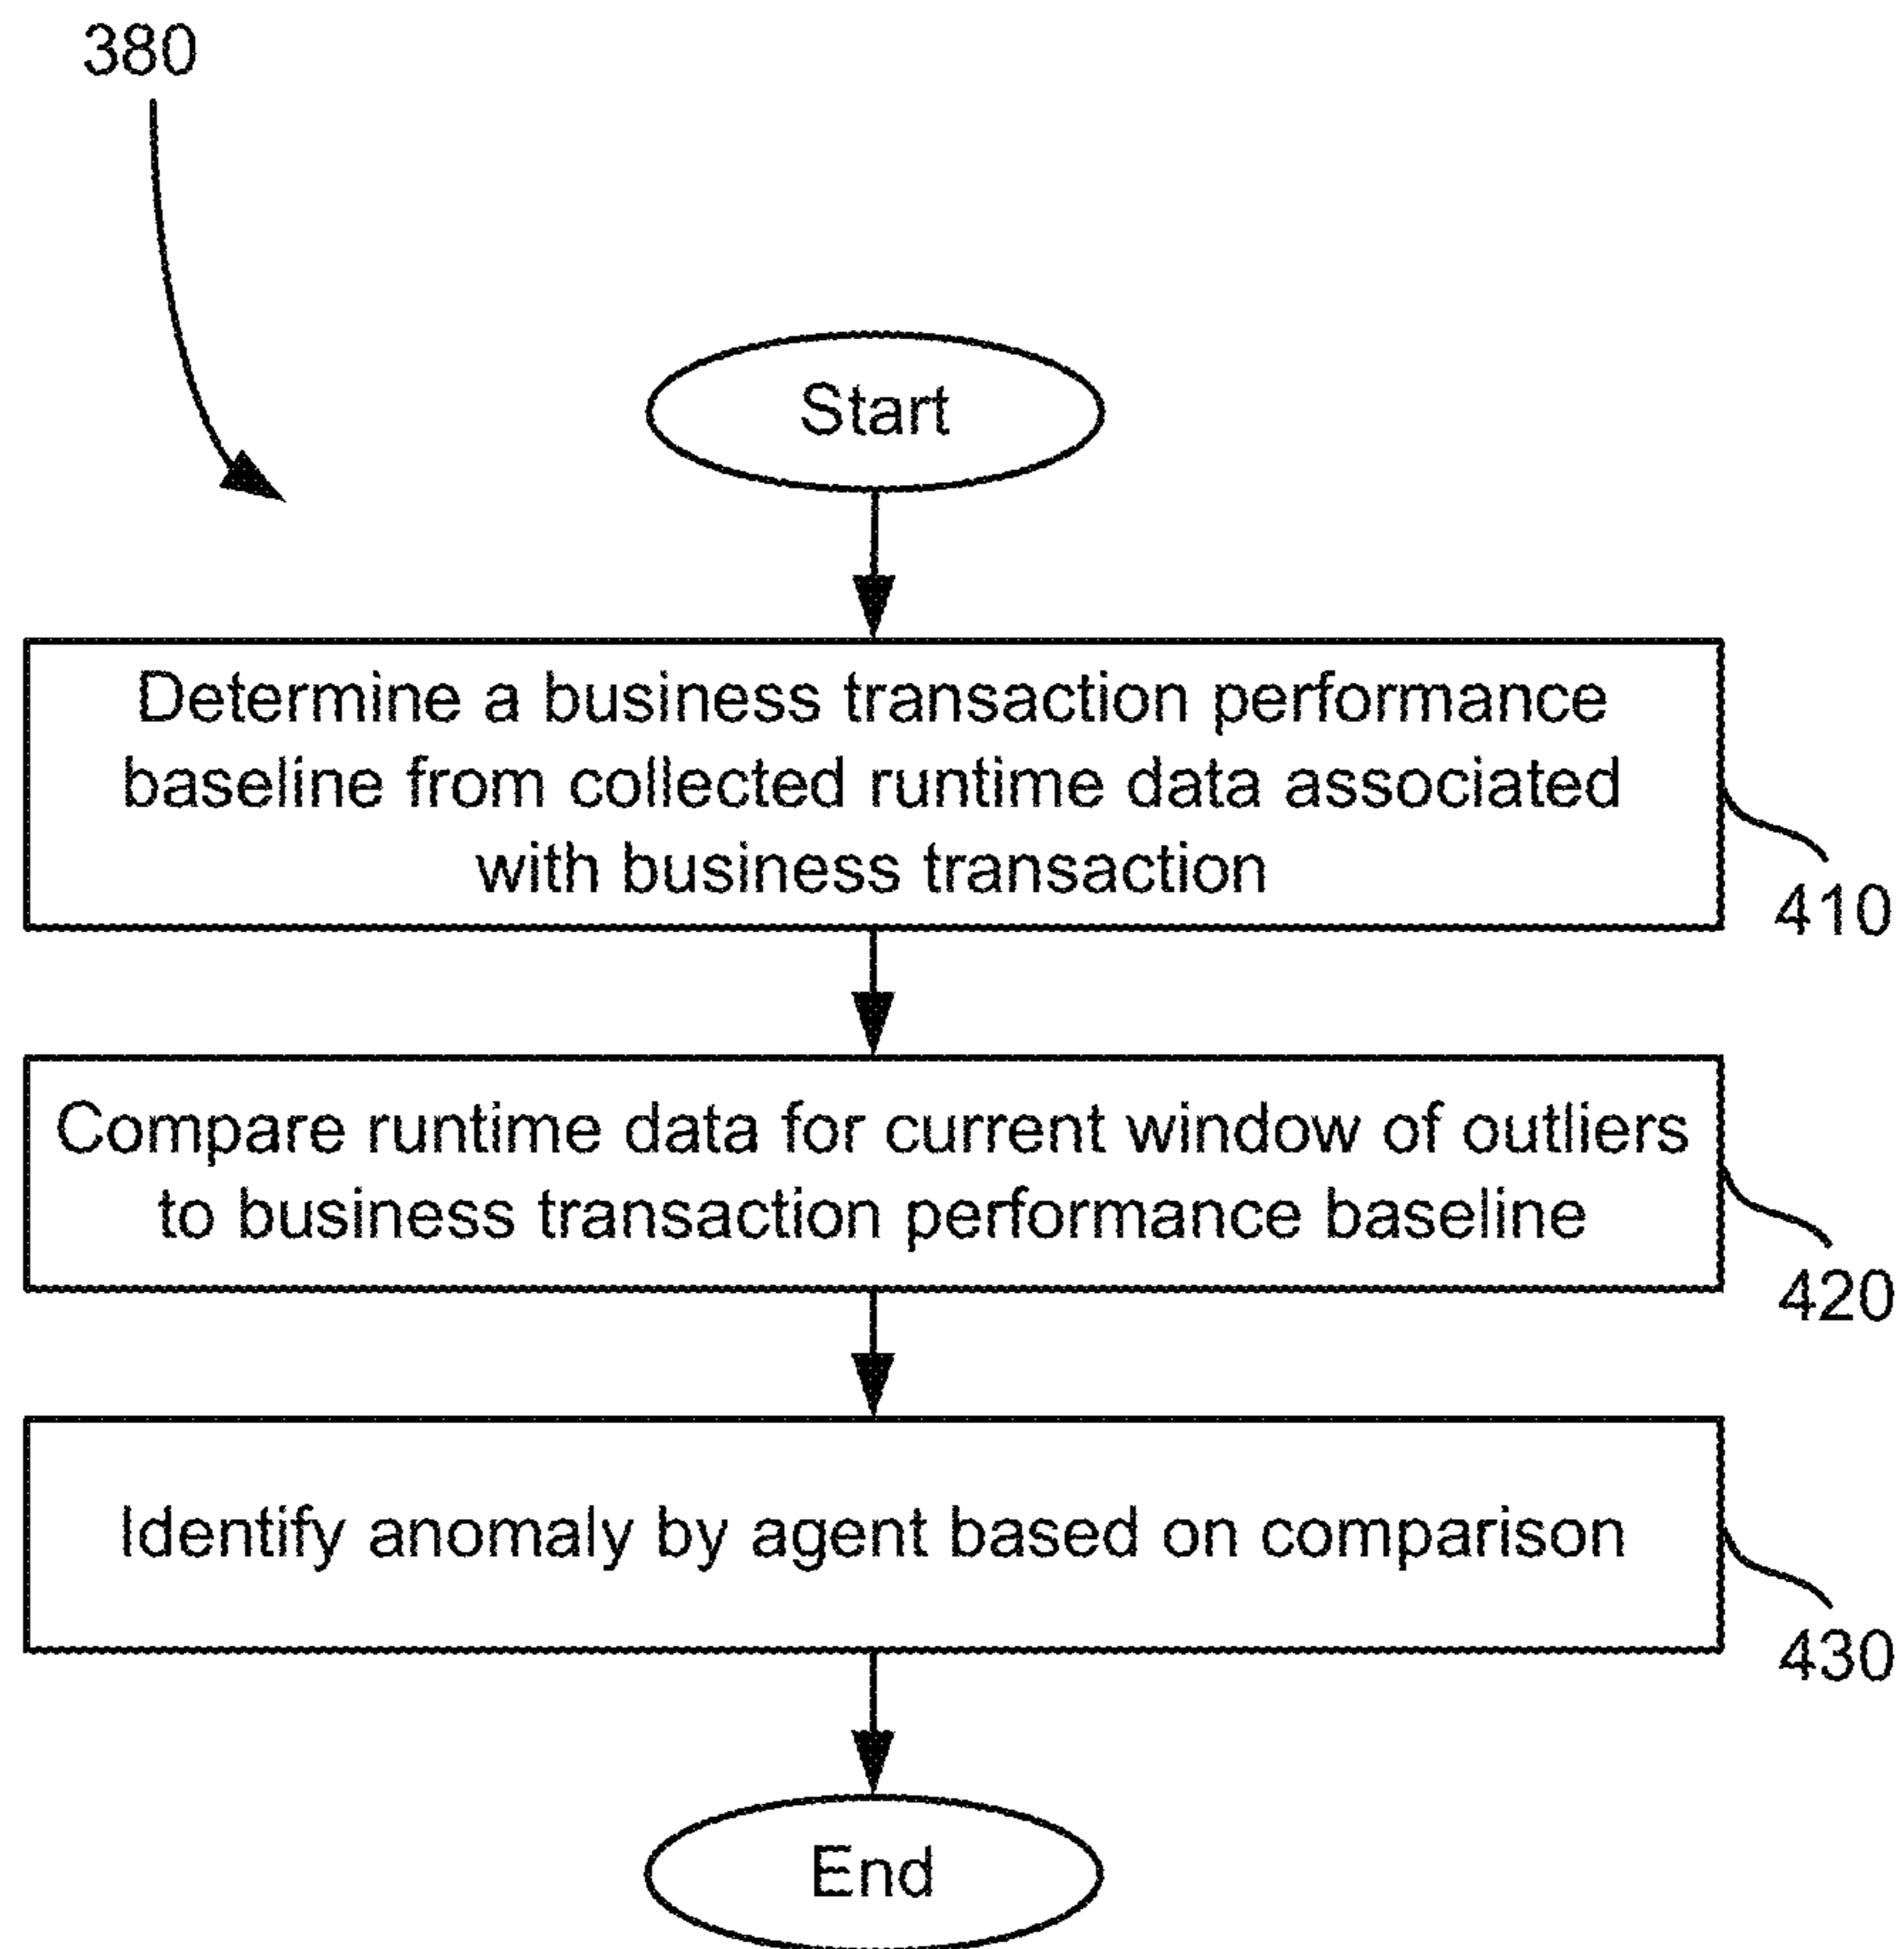 380
Start
Determine a business transaction performance
baseline from collected runtime data associated
with business transaction
410
Compare runtime data for current window of outliers
to business transaction performance baseline
420
Identify anomaly by agent based on comparison
430
End